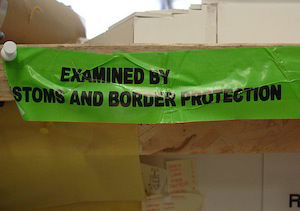 EXAMINED BY
STOMS AND BORDER PROTECTION
R